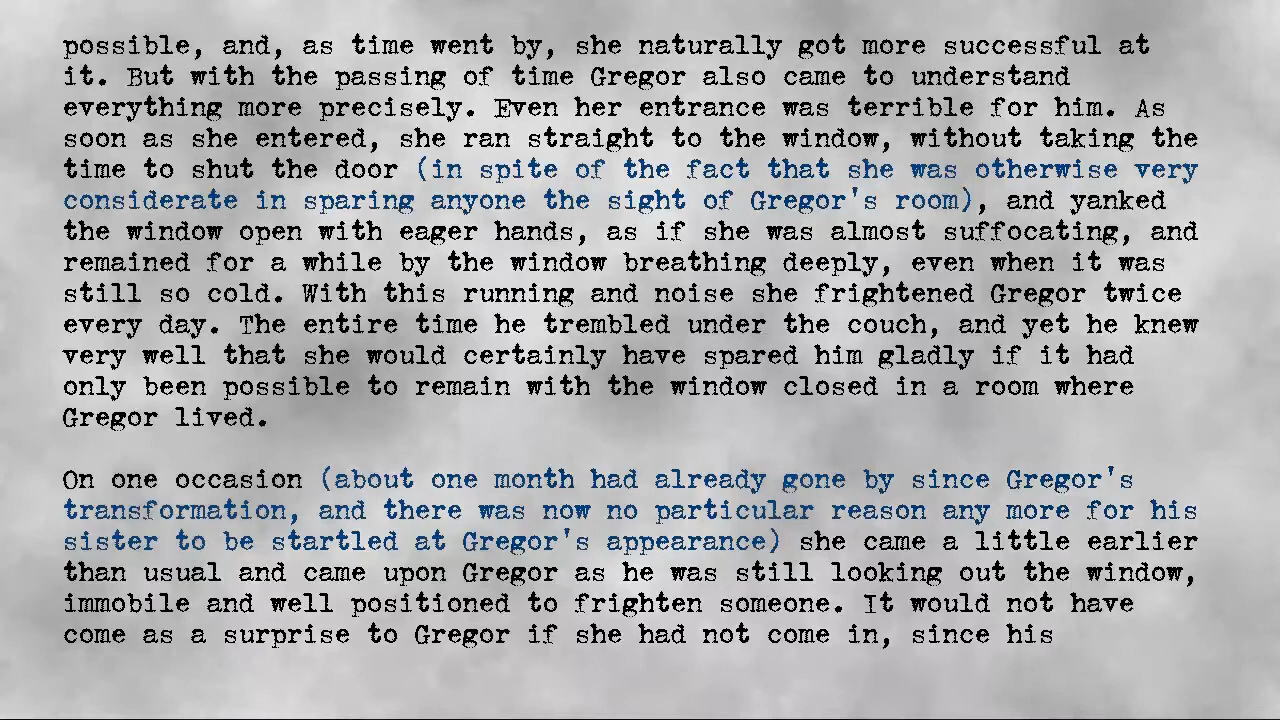 possible, and, as time went by, she naturally got more successful at
it. But with the passing of time Gregor also came to understand
everything more precisely. Even her entrance was terrible for him. As
soon as she entered, she ran straight to the window, without taking the
time to shut the door (in spite of the fact that she was otherwise very
considerate in sparing anyone the sight of Gregor's room), and yanked
the window open with eager hands, as if she was almost suffocating, and
remained for a while by the window breathing deeply, even when it was
still so cold. With this running and noise she frightened Gregor twice
every day. The entire time he trembled under the couch, and yet he knew
very well that she would certainly have spared him gladly if it had
only been possible to remain with the window closed in a room where
Gregor lived.

On one occasion (about one month had already gone by since Gregor's
transformation, and there was now no particular reason any more for his
sister to be startled at Gregor's appearance) she came a little earlier
than usual and came upon Gregor as he was still looking out the window,
immobile and well positioned to frighten someone. It would not have
come as a surprise to Gregor if she had not come in, since his